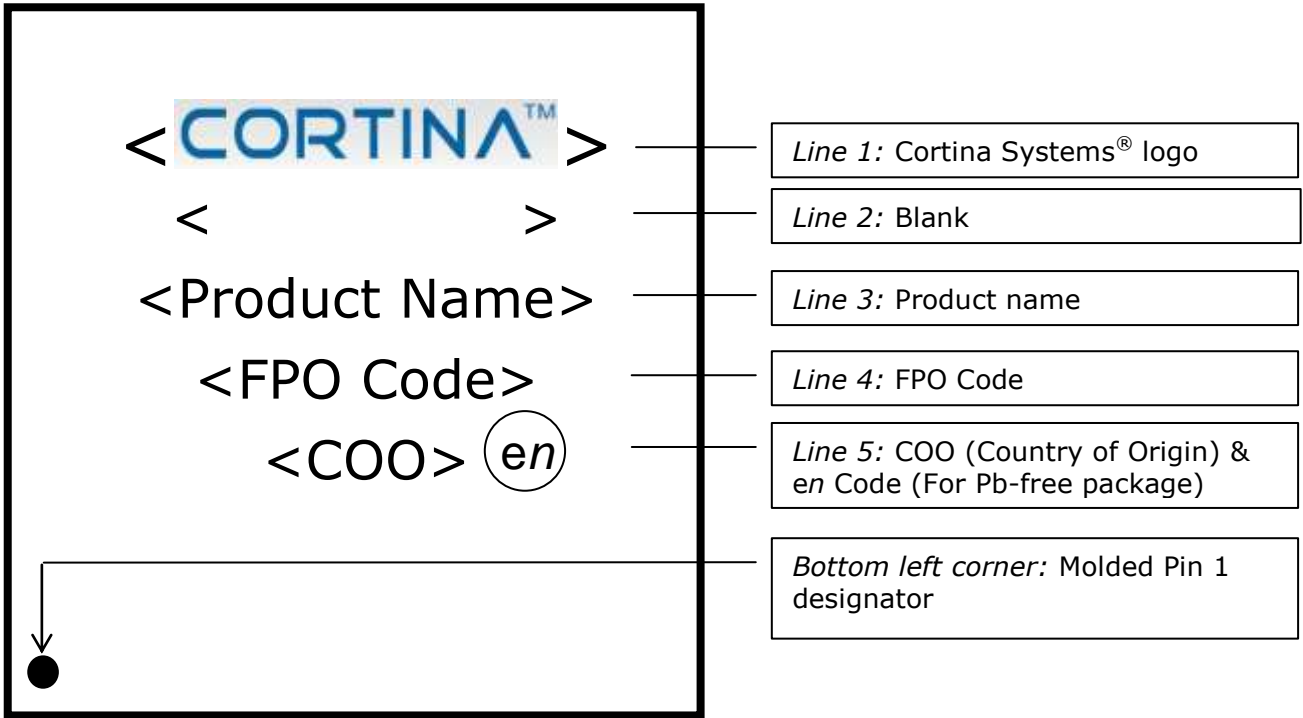 <CORTINA™>
< >
<Product Name>
<FPO Code>
<COO> en
Line 1: Cortina Systems® logo
Line 2: Blank
Line 3: Product name
Line 4: FPO Code
Line 5: COO (Country of Origin) &
en Code (For Pb-free package)
Bottom left corner: Molded Pin 1
designator